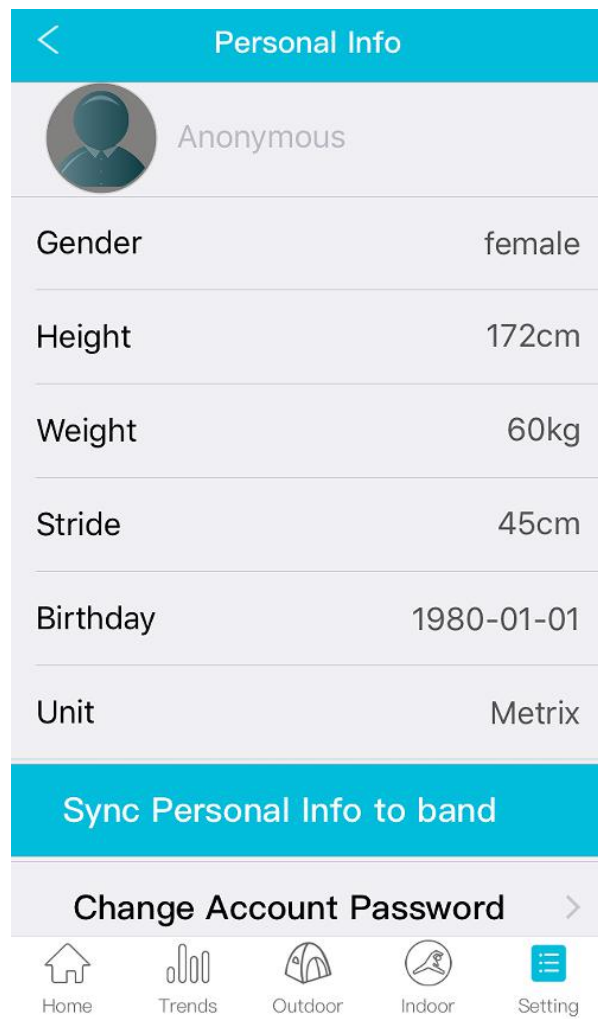 Personal Info
Anonymous
Gender female
Height 172cm
Weight 60kg
Stride 45cm
Birthday 1980-01-01
Unit Metrix
Sync Personal Info to band
Change Account Password
Home Trends Outdoor Indoor Setting